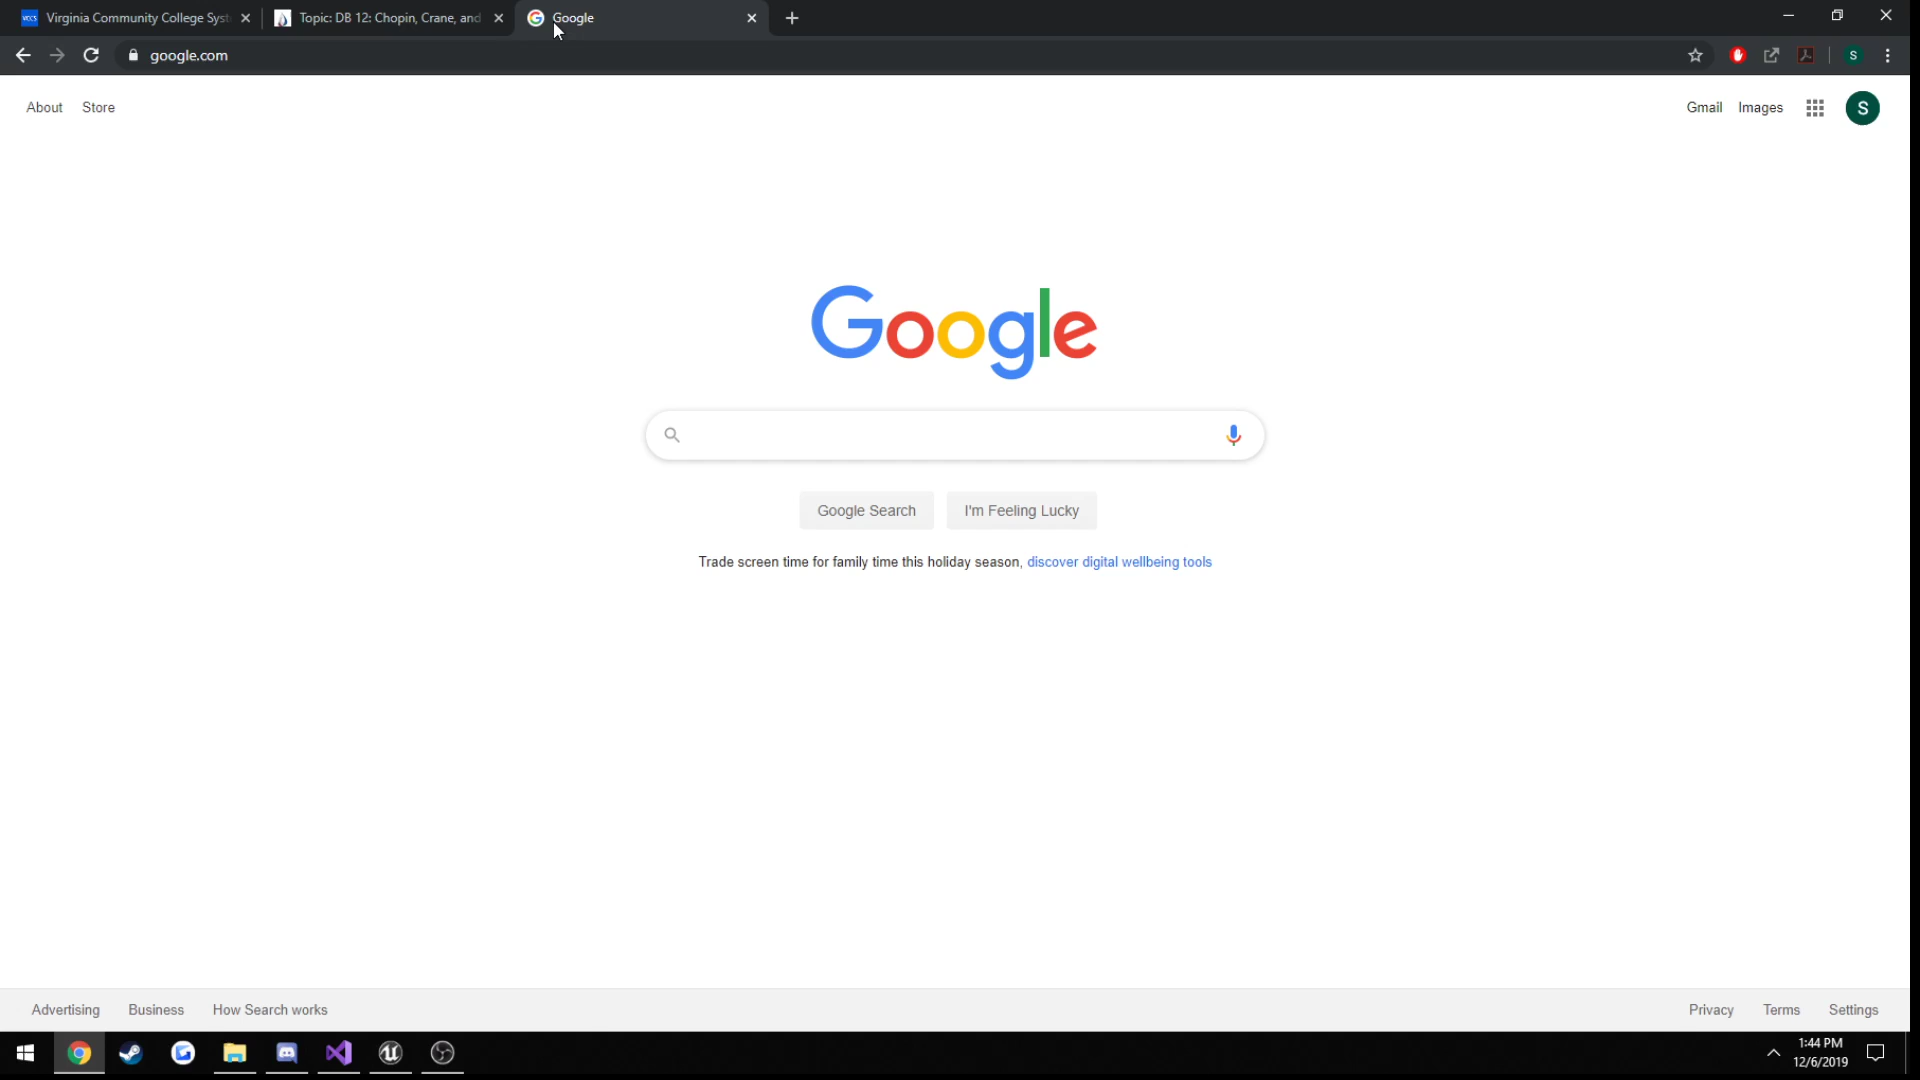 Virginia Community College Syst
Topic: DB 12: Chopin, Crane, and
Google
google.com
S
About Store
Gmail Images
S
Google
Google Search
I'm Feeling Lucky
Trade screen time for family time this holiday season, discover digital wellbeing tools
Advertising Business How Search works
Privacy Terms Settings
1:44 PM
12/6/2019